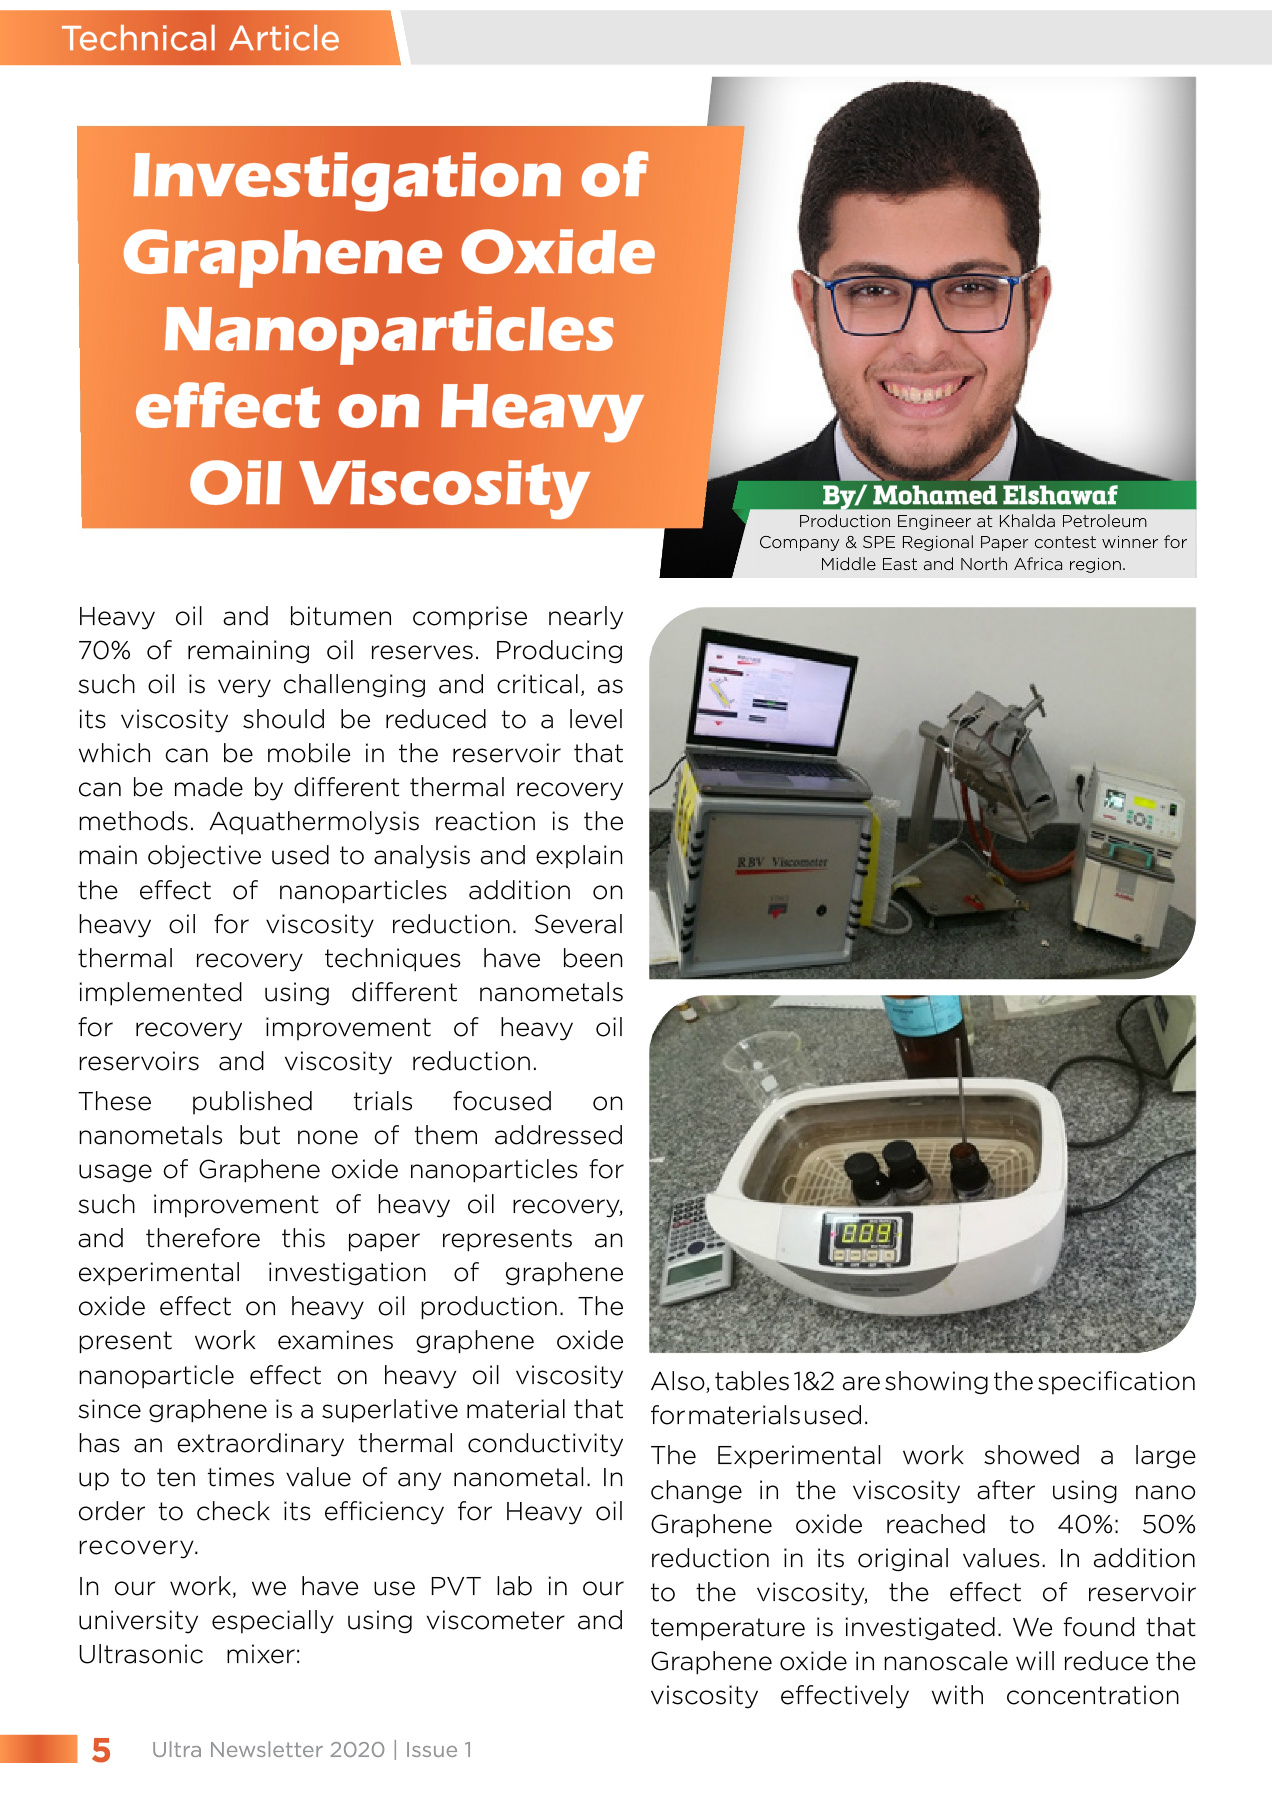 Technical Article
Investigation of
Graphene Oxide
Nanoparticles
effect on Heavy
Oil Viscosity
By/ Mohamed Elshawaf
Production Engineer at Khalda Petroleum
Company & SPE Regional Paper contest winner for
Middle East and North Africa region.
Heavy oil and bitumen comprise nearly
70% of remaining oil reserves. Producing
such oil is very challenging and critical, as
its viscosity should be reduced to a level
which can be mobile in the reservoir that
can be made by different thermal recovery
methods. Aquathermolysis reaction is the
main objective used to analysis and explain
the effect of nanoparticles addition on
heavy oil for viscosity reduction. Several
thermal recovery techniques have been
implemented using different nanometals
for recovery improvement of heavy oil
reservoirs and viscosity reduction.
These published trials focused on
nanometals but none of them addressed
usage of Graphene oxide nanoparticles for
such improvement of heavy oil recovery,
and therefore this paper represents an
experimental investigation of graphene
oxide effect on heavy oil production. The
present work examines graphene oxide
nanoparticle effect on heavy oil viscosity
since graphene is a superlative material that
has an extraordinary thermal conductivity
up to ten times value of any nanometal. In
order to check its efficiency for Heavy oil
recovery.
In our work, we have use PVT lab in our
university especially using viscometer and
Ultrasonic mixer:
RBV Viscometer
009
Also, tables 1&2 are showing the specification
for materials used.
The Experimental work showed a large
change in the viscosity after using nano
Graphene oxide reached to 40%: 50%
reduction in its original values. In addition
to the viscosity, the effect of reservoir
temperature is investigated. We found that
Graphene oxide in nanoscale will reduce the
viscosity effectively with concentration
5
Ultra Newsletter 2020 | Issue 1